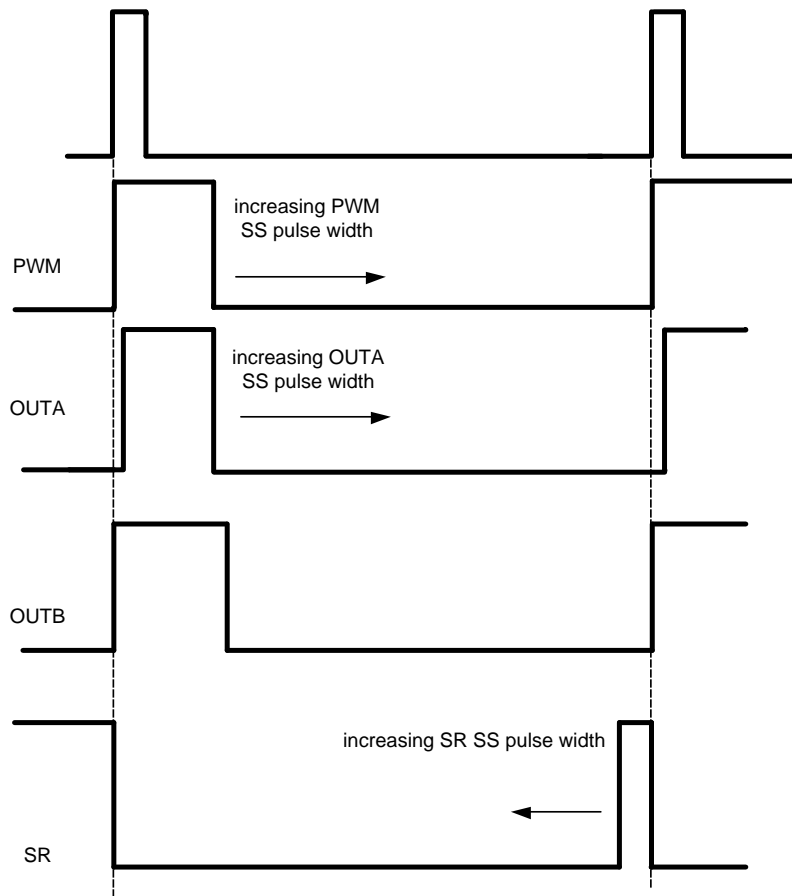 increasing PWM
SS pulse width
PWM
increasing OUTA
SS pulse width
OUTA
OUTB
increasing SR SS pulse width
SR